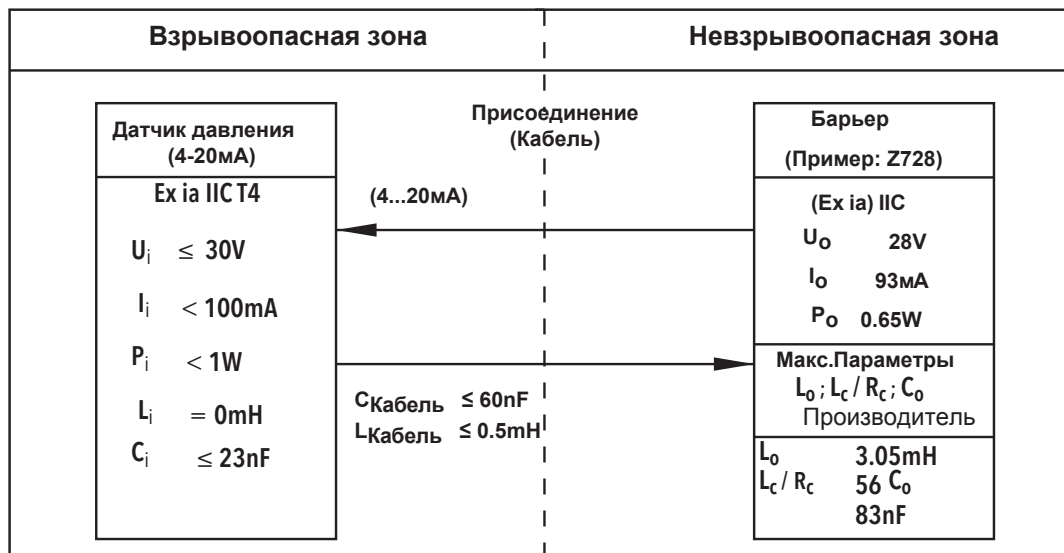 Взрывоопасная зона
Невзрывоопасная зона
Датчик давления
(4-20мА)
Ex ia IIC T4
Ui ≤ 30V
Ii < 100mA
Pi < 1W
Li = 0mH
Ci ≤ 23nF
Присоединение
(Кабель)
(4...20мА)
CКабель ≤ 60nF
LКабель ≤ 0.5mH
Барьер
(Пример: Z728)
(Ex ia) IIC
Uo 28V
Io 93мА
Po 0.65W
Макс.Параметры
Lo ; Lc / Rc ; Co
Производитель
Lo 3.05mH
Lc / Rc 56 Co
83nF